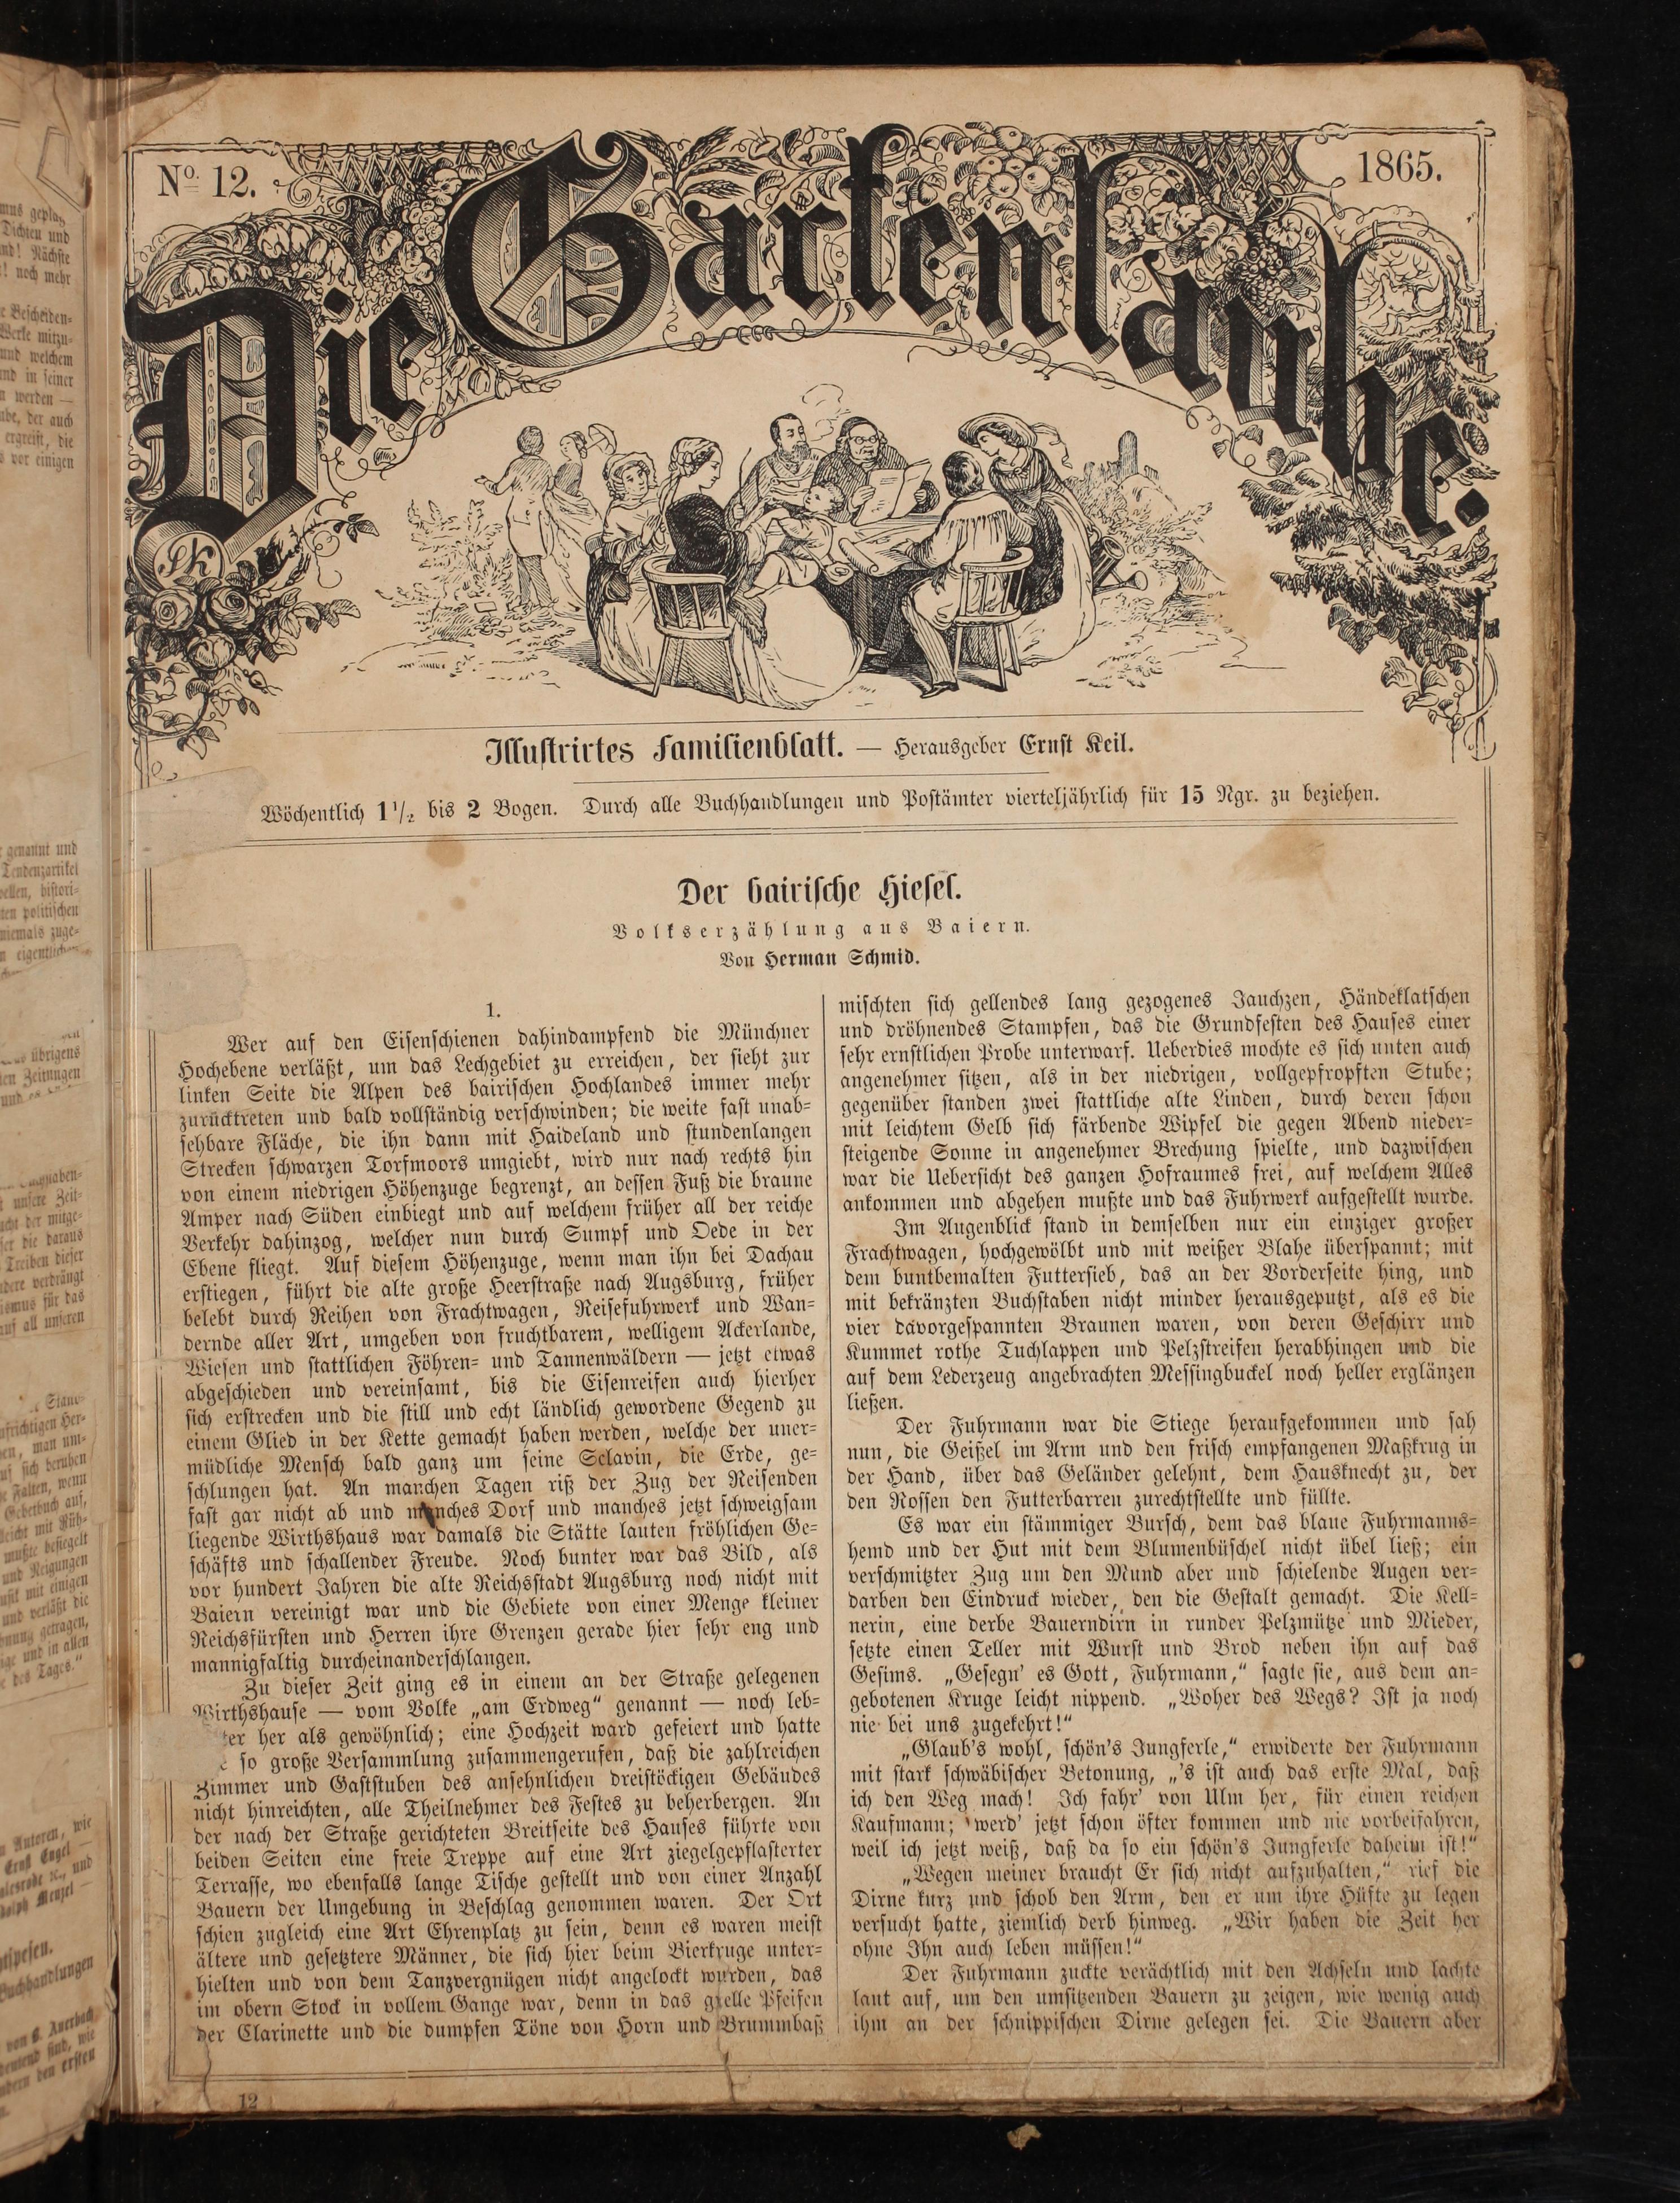 No. 12.
1865.
Die Gartenlaube.
SK
Illustrirtes Familienblatt. — Herausgeber Ernst Keil.
Wöchentlich 1 1/2 bis 2 Bogen. Durch alle Buchhandlungen und Postämter vierteljährlich für 15 Ngr. zu beziehen.
Der bairische Hiesel.
Volkserzählung aus Baiern.
Von Herman Schmid.
1.
Wer auf den Eisenschienen dahindampfend die Münchner
Hochebene verläßt, um das Lechgebiet zu erreichen, der sieht zur
linken Seite die Alpen des bairischen Hochlandes immer mehr
zurücktreten und bald vollständig verschwinden; die weite fast unab-
sehbare Fläche, die ihn dann mit Haideland und stundenlangen
Strecken schwarzen Torfmoors umgiebt, wird nur nach rechts hin
von einem niedrigen Höhenzuge begrenzt, an dessen Fuß die braune
Amper nach Süden einbiegt und auf welchem früher all der reiche
Verkehr dahinzog, welcher nun durch Sumpf und Oede in der
Ebene fliegt. Auf diesem Höhenzuge, wenn man ihn bei Dachau
erstiegen, führt die alte große Heerstraße nach Augsburg, früher
belebt durch Reihen von Frachtwagen, Reisefuhrwerk und Wan-
dernde aller Art, umgeben von fruchtbarem, welligem Ackerlande,
Wiesen und stattlichen Föhren- und Tannenwäldern — jetzt etwas
abgeschieden und vereinsamt, bis die Eisenreifen auch hierher
sich erstrecken und die still und echt ländlich gewordene Gegend zu
einem Glied in der Kette gemacht haben werden, welche der uner-
müdliche Mensch bald ganz um seine Sclavin, die Erde, ge-
schlungen hat. An manchen Tagen riß der Zug der Reisenden
fast gar nicht ab und manches Dorf und manches jetzt schweigsam
liegende Wirthshaus war damals die Stätte lauten fröhlichen Ge-
schäfts und schallender Freude. Noch bunter war das Bild, als
vor hundert Jahren die alte Reichsstadt Augsburg noch nicht mit
Baiern vereinigt war und die Gebiete von einer Menge kleiner
Reichsfürsten und Herren ihre Grenzen gerade hier sehr eng und
mannigfaltig durcheinanderschlangen.
Zu dieser Zeit ging es in einem an der Straße gelegenen
Wirthshause — vom Volke „am Erdweg“ genannt — noch leb-
ter her als gewöhnlich; eine Hochzeit ward gefeiert und hatte
e so große Versammlung zusammengerufen, daß die zahlreichen
Zimmer und Gaststuben des ansehnlichen dreistöckigen Gebäudes
nicht hinreichten, alle Theilnehmer des Festes zu beherbergen. An
der nach der Straße gerichteten Breitseite des Hauses führte von
beiden Seiten eine freie Treppe auf eine Art ziegelgepflasterter
Terrasse, wo ebenfalls lange Tische gestellt und von einer Anzahl
Bauern der Umgebung in Beschlag genommen waren. Der Ort
schien zugleich eine Art Ehrenplatz zu sein, denn es waren meist
ältere und gesetztere Männer, die sich hier beim Bierkruge unter-
hielten und von dem Tanzvergnügen nicht angelockt wurden, das
im obern Stock in vollem Gange war, denn in das grelle Pfeifen
der Clarinette und die dumpfen Töne von Horn und Brummbaß
mischten sich gellendes lang gezogenes Jauchzen, Händeklatschen
und dröhnendes Stampfen, das die Grundfesten des Hauses einer
sehr ernstlichen Probe unterwarf. Ueberdies mochte es sich unten auch
angenehmer sitzen, als in der niedrigen, vollgepfropften Stube;
gegenüber standen zwei stattliche alte Linden, durch deren schon
mit leichtem Gelb sich färbende Wipfel die gegen Abend nieder-
steigende Sonne in angenehmer Brechung spielte, und dazwischen
war die Uebersicht des ganzen Hofraumes frei, auf welchem Alles
ankommen und abgehen mußte und das Fuhrwerk aufgestellt wurde.
Im Augenblick stand in demselben nur ein einziger großer
Frachtwagen, hochgewölbt und mit weißer Blahe überspannt; mit
dem buntbemalten Futtersieb, das an der Vorderseite hing, und
mit bekränzten Buchstaben nicht minder herausgeputzt, als es die
vier davorgespannten Braunen waren, von deren Geschirr und
Kummet rothe Tuchlappen und Pelzstreifen herabhingen und die
auf dem Lederzeug angebrachten Messingbuckel noch heller erglänzen
ließen.
Der Fuhrmann war die Stiege heraufgekommen und sah
nun, die Geißel im Arm und den frisch empfangenen Maßkrug in
der Hand, über das Geländer gelehnt, dem Hausknecht zu, der
den Rossen den Futterbarren zurechtstellte und füllte.
Es war ein stämmiger Bursch, dem das blaue Fuhrmanns-
hemd und der Hut mit dem Blumenbüschel nicht übel ließ; ein
verschmitzter Zug um den Mund aber und schielende Augen ver-
darben den Eindruck wieder, den die Gestalt gemacht. Die Kell-
nerin, eine derbe Bauerndirn in runder Pelzmütze und Mieder,
setzte einen Teller mit Wurst und Brod neben ihn auf das
Gesims. „Gesegn' es Gott, Fuhrmann,“ sagte sie, aus dem an-
gebotenen Kruge leicht nippend. „Woher des Wegs? Ist ja noch
nie bei uns zugekehrt!“
„Glaub's wohl, schön's Jungferle,“ erwiderte der Fuhrmann
mit stark schwäbischer Betonung, „'s ist auch das erste Mal, daß
ich den Weg mach! Ich fahr' von Ulm her, für einen reichen
Kaufmann; werd' jetzt schon öfter kommen und nie vorbeifahren,
weil ich jetzt weiß, daß da so ein schön's Jungferle daheim ist!“
„Wegen meiner braucht Er sich nicht aufzuhalten,“ rief die
Dirne kurz und schob den Arm, den er um ihre Hüfte zu legen
versucht hatte, ziemlich derb hinweg. „Wir haben die Zeit her
ohne Ihn auch leben müssen!“
Der Fuhrmann zuckte verächtlich mit den Achseln und lachte
laut auf, um den umsitzenden Bauern zu zeigen, wie wenig auch
ihm an der schnippischen Dirne gelegen sei. Die Bauern aber
12